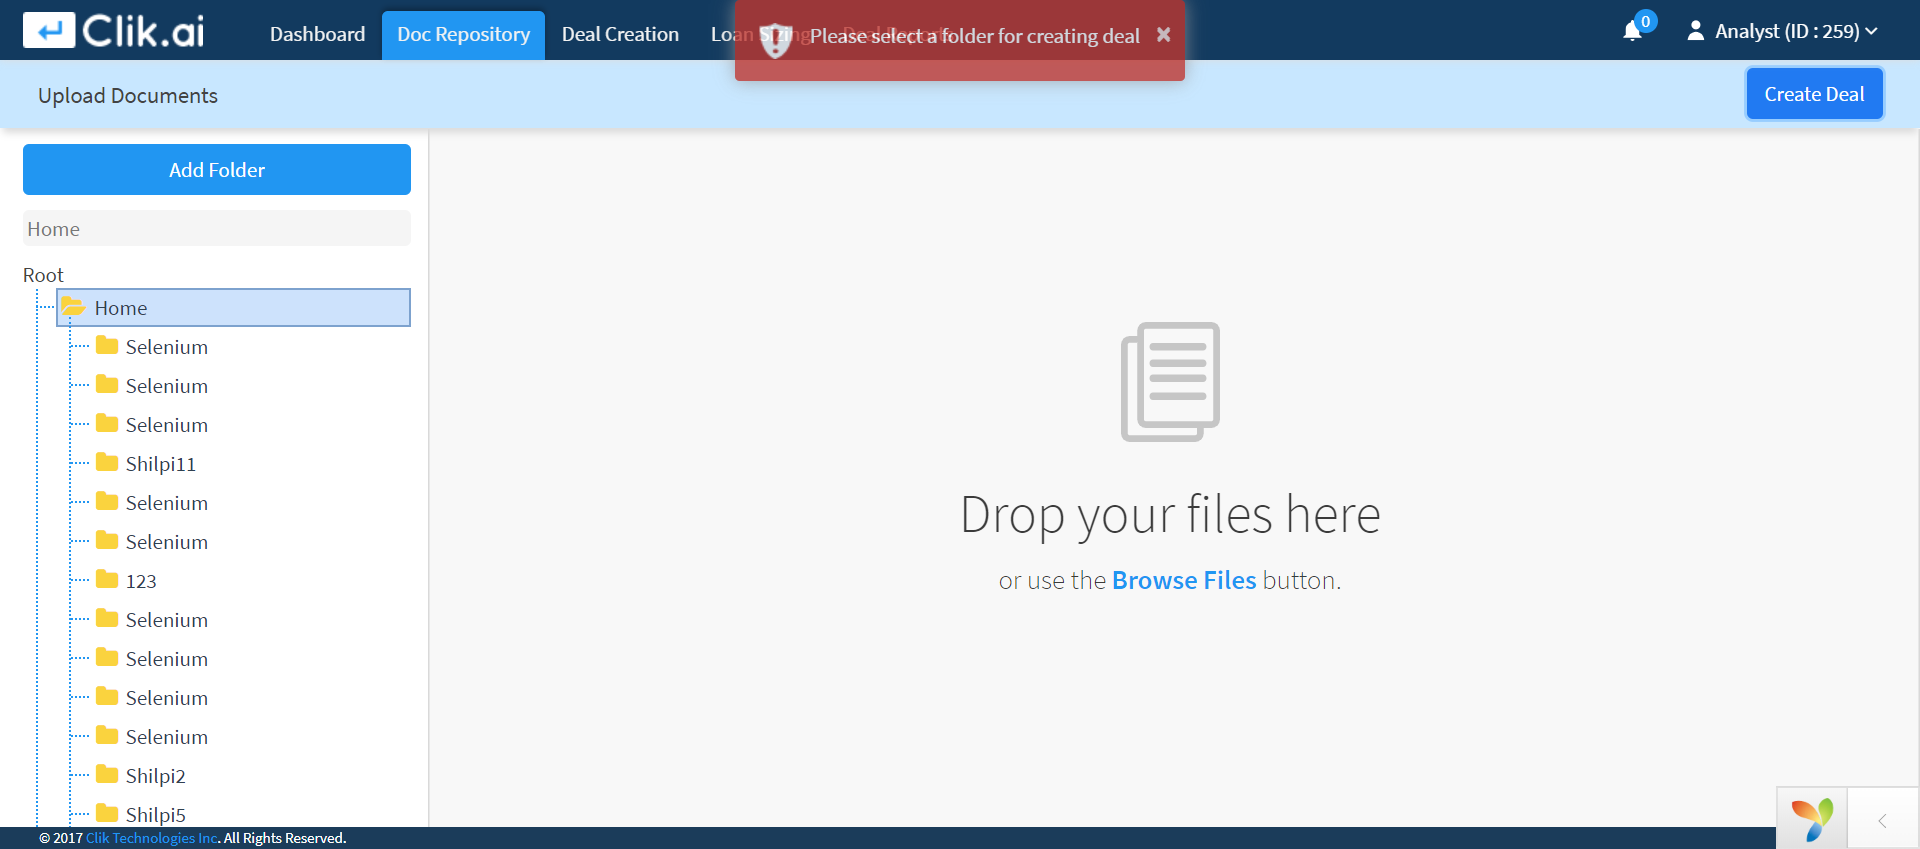 Clik.ai
Dashboard
Doc Repository
Deal Creation
Loan Sizing
Please select a folder for creating deal ×
0
Analyst (ID : 259)
Upload Documents
Create Deal
Add Folder
Home
Root
Home
Selenium
Selenium
Selenium
Shilpi11
Selenium
Selenium
123
Selenium
Selenium
Selenium
Selenium
Shilpi2
Shilpi5
Drop your files here
or use the Browse Files button.
© 2017 Clik Technologies Inc. All Rights Reserved.